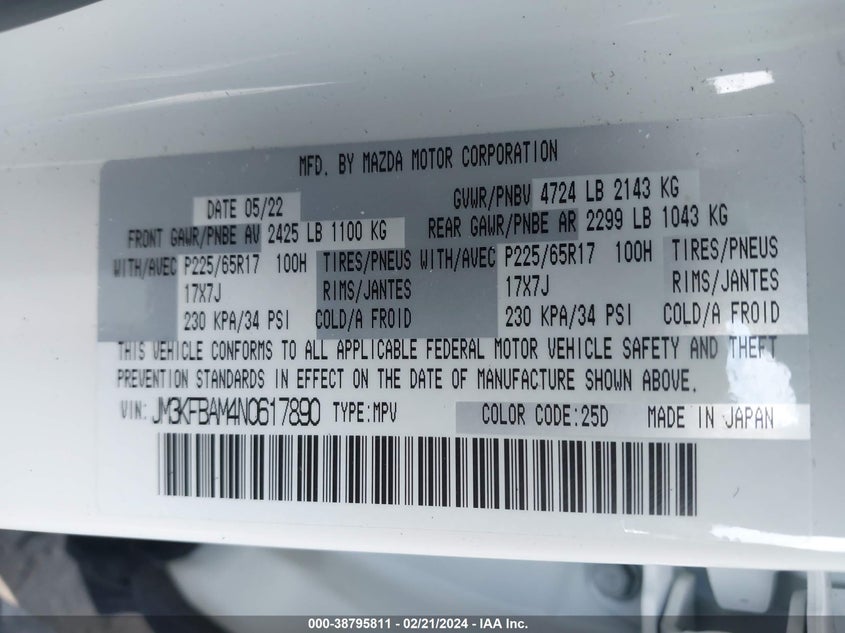 MFD. BY MAZDA MOTOR CORPORATION
DATE 05/22 GVWR/PNBV 4724 LB 2143 KG
FRONT GAWR/PNBE AV 2425 LB 1100 KG REAR GAWR/PNBE AR 2299 LB 1043 KG
WITH/AVEC P225/65R17 100H TIRES/PNEUS WITH/AVEC P225/65R17 100H TIRES/PNEUS
17X7J RIMS/JANTES 17X7J RIMS/JANTES
230 KPA/34 PSI COLD/A FROID 230 KPA/34 PSI COLD/A FROID
THIS VEHICLE CONFORMS TO ALL APPLICABLE FEDERAL MOTOR VEHICLE SAFETY AND THEFT
PREVENTION STANDARDS IN EFFECT ON THE DATE OF MANUFACTURE SHOWN ABOVE.
VIN: JM3KFBAM4N0617890 TYPE:MPV COLOR CODE:25D MADE IN JAPAN
000-38795811 - 02/21/2024 - IAA Inc.